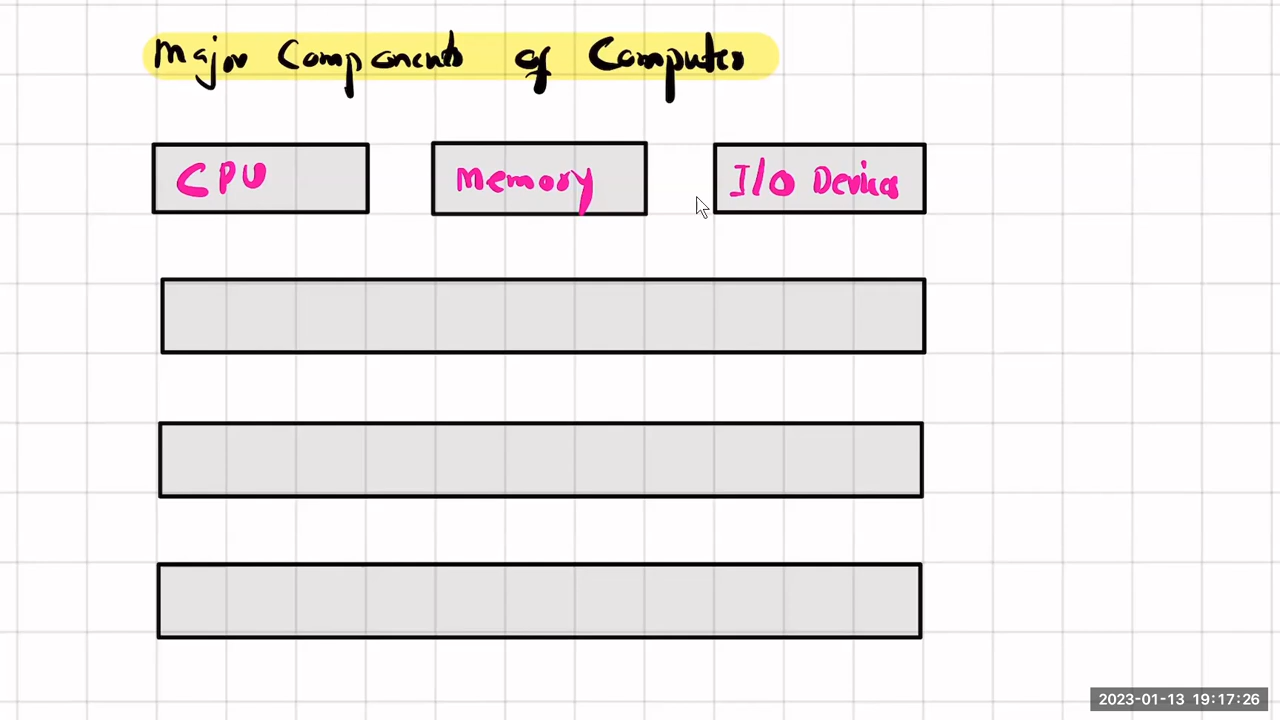 Major Components of Computer
CPU
Memory
I/O Devices
2023-01-13 19:17:26